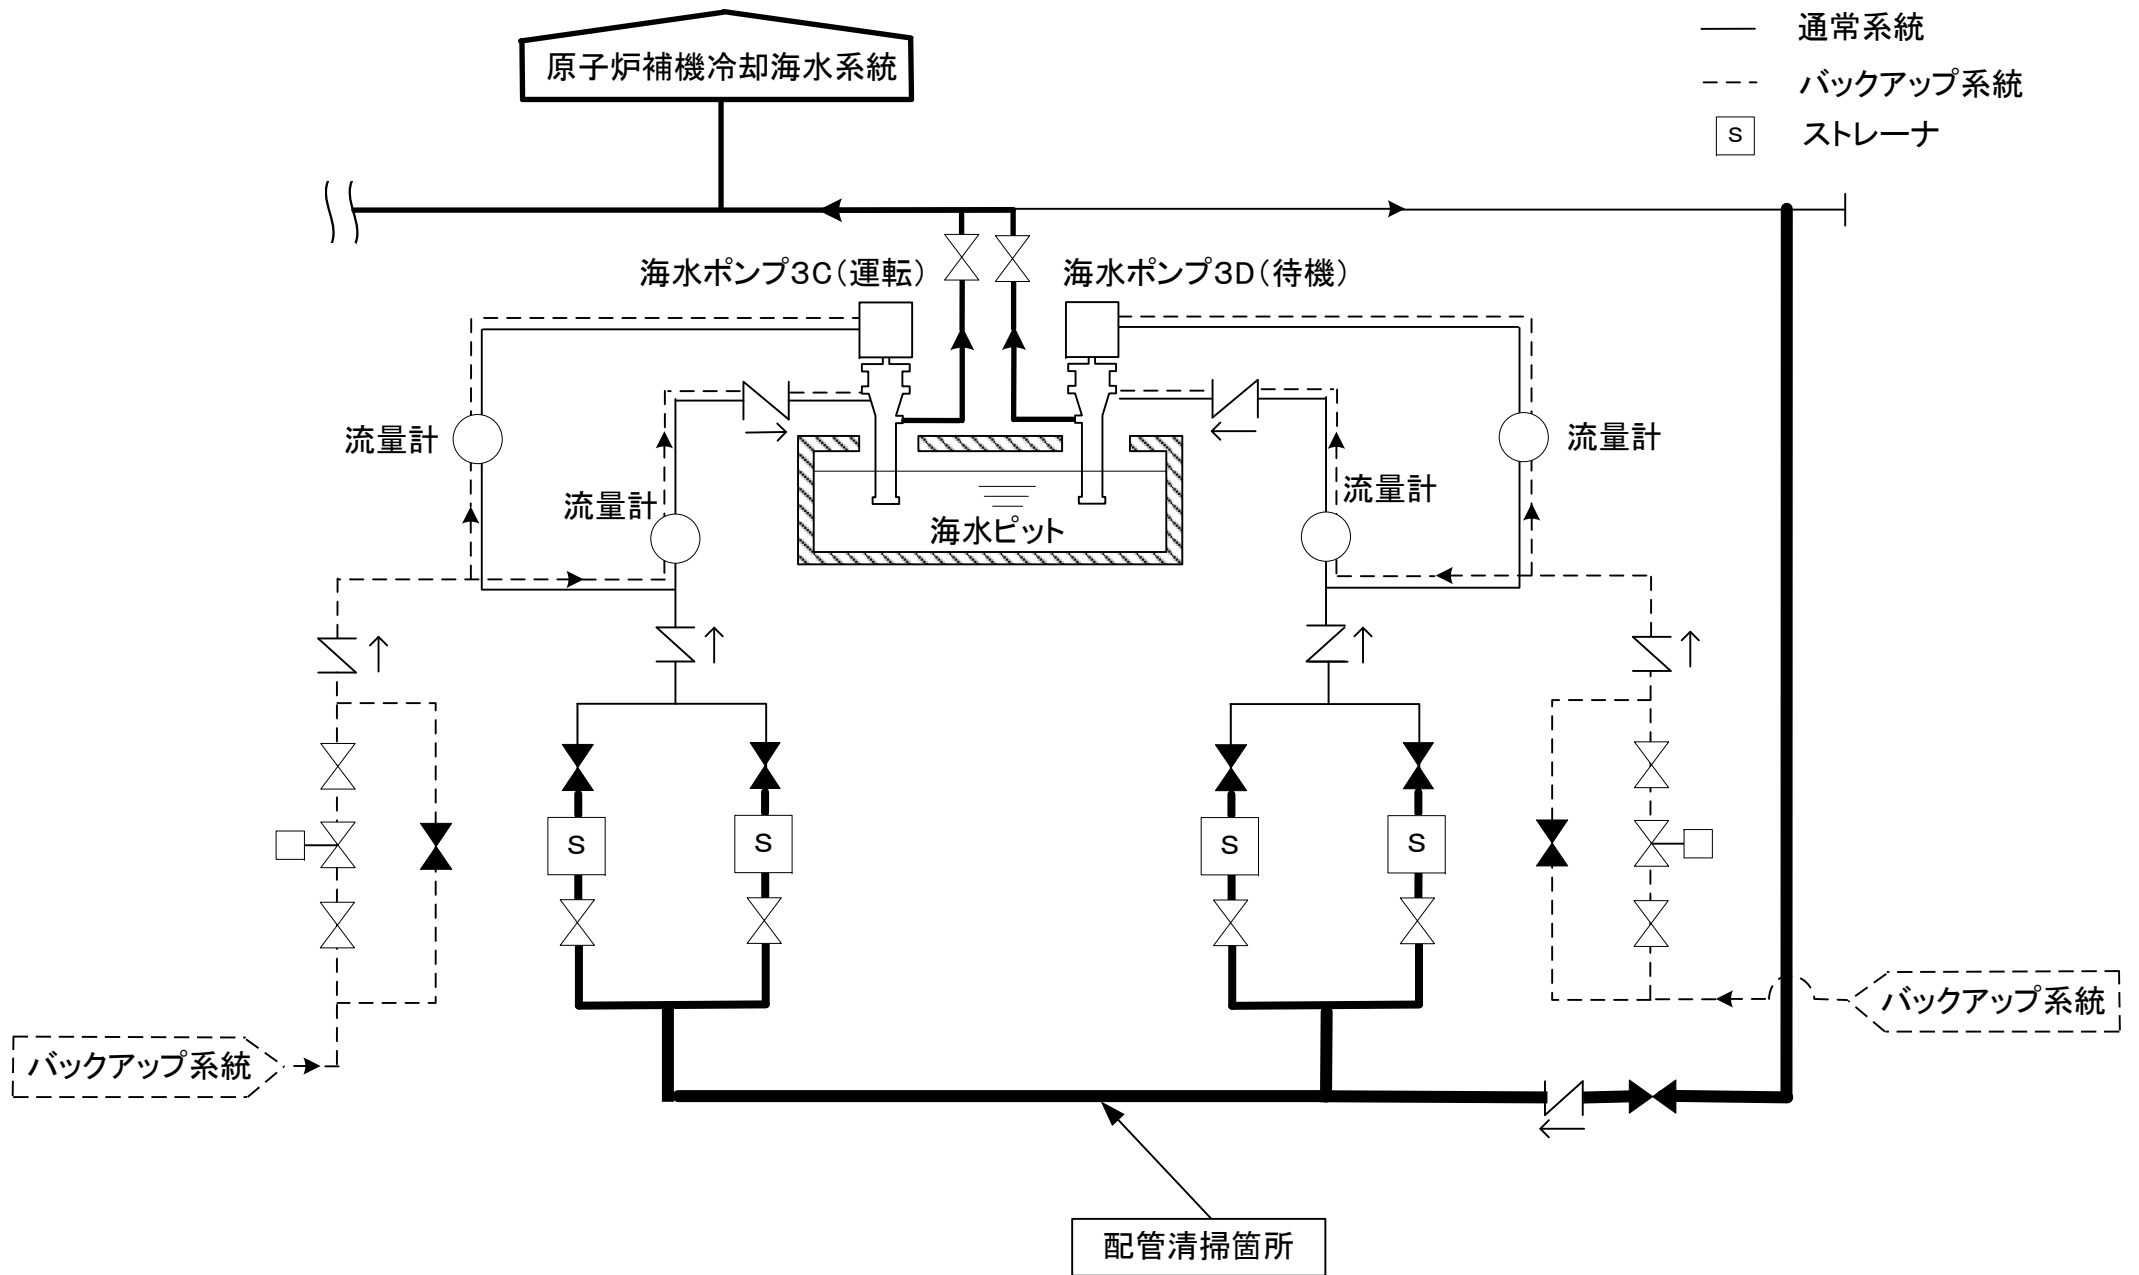 通常系統
バックアップ系統
S ストレーナ
原子炉補機冷却海水系統
海水ポンプ3C(運転)
海水ポンプ3D(待機)
流量計
流量計
流量計
流量計
海水ピット
S
S
S
S
バックアップ系統
バックアップ系統
配管清掃箇所